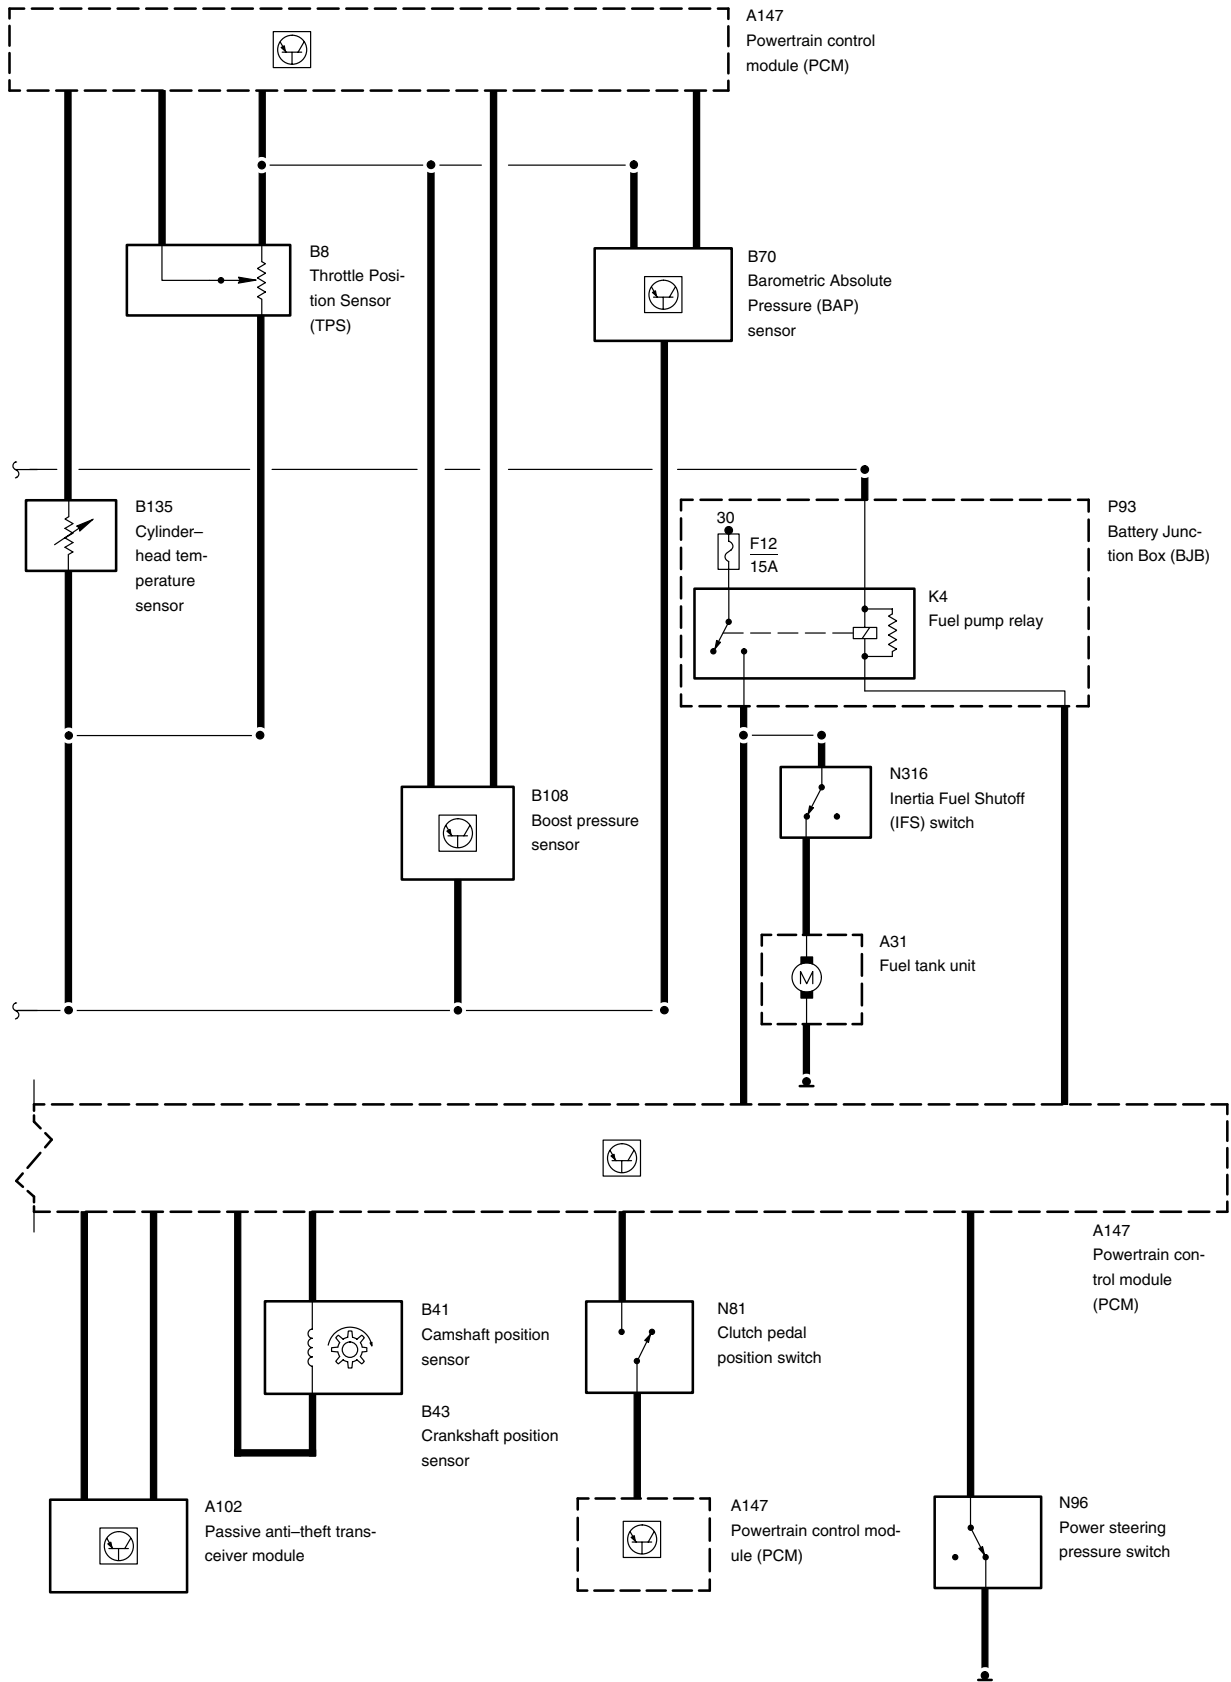 A147
Powertrain control
module (PCM)
B8
Throttle Posi-
tion Sensor
(TPS)
B70
Barometric Absolute
Pressure (BAP)
sensor
B135
Cylinder–
head tem-
perature
sensor
30
F12
15A
P93
Battery Junc-
tion Box (BJB)
K4
Fuel pump relay
N316
Inertia Fuel Shutoff
(IFS) switch
B108
Boost pressure
sensor
A31
Fuel tank unit
M
A147
Powertrain con-
trol module
(PCM)
B41
Camshaft position
sensor
B43
Crankshaft position
sensor
N81
Clutch pedal
position switch
A102
Passive anti–theft trans-
ceiver module
A147
Powertrain control mod-
ule (PCM)
N96
Power steering
pressure switch